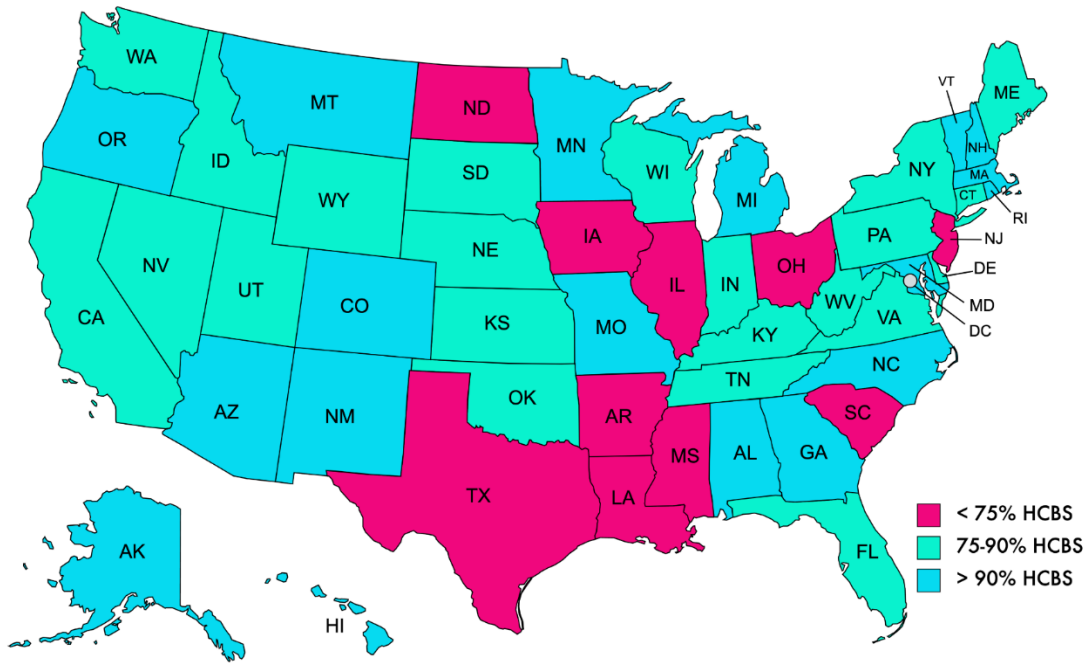 WA
MT
ND
MN
VT
ME
OR
ID
SD
WI
MI
NY
NH
MA
CT
RI
WY
IA
NE
PA
NJ
NV
UT
CO
IL
IN
OH
DE
MD
DC
CA
KS
MO
WV
VA
KY
AZ
NM
OK
AR
TN
NC
SC
TX
LA
MS
AL
GA
FL
AK
HI
< 75% HCBS
75-90% HCBS
> 90% HCBS